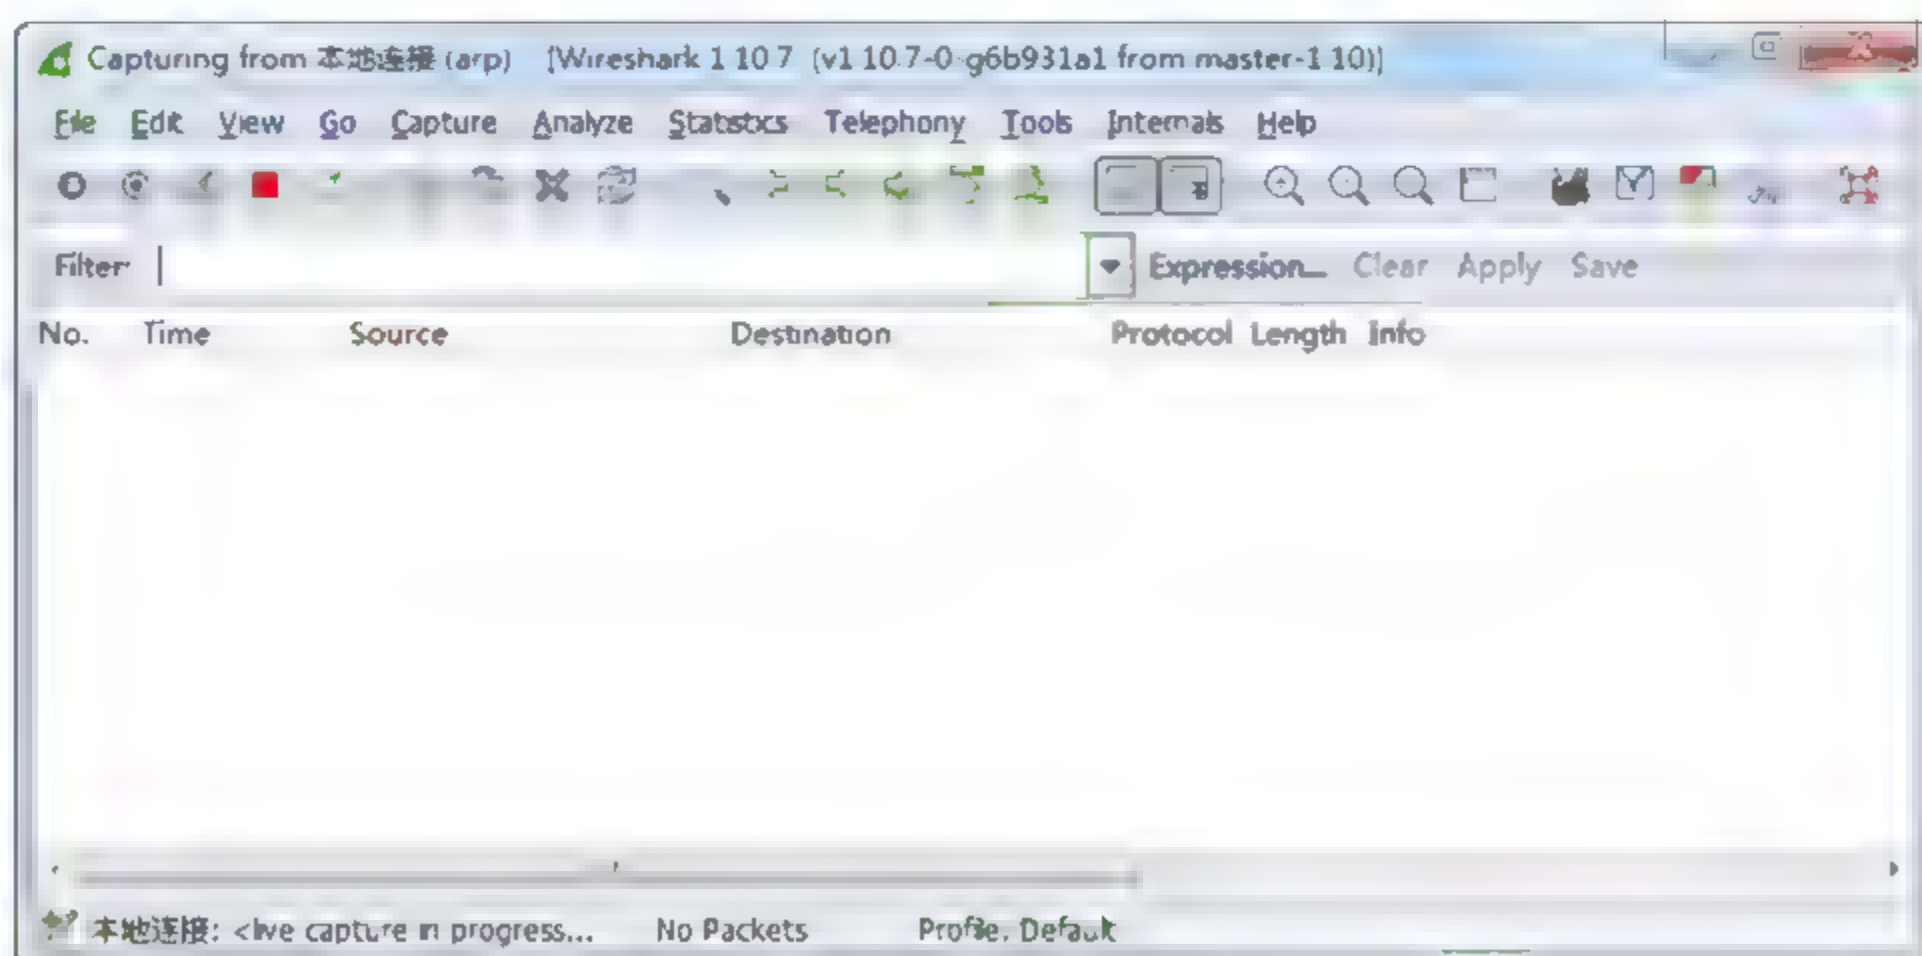 Capturing from 本地连接 (arp) [Wireshark 1.10.7 (v1.10.7-0-g6b931a1 from master-1.10)]
File Edit View Go Capture Analyze Statistics Telephony Tools Internals Help
Filter: Expression... Clear Apply Save
No. Time Source Destination Protocol Length Info
本地连接: <live capture in progress... No Packets Profile: Default